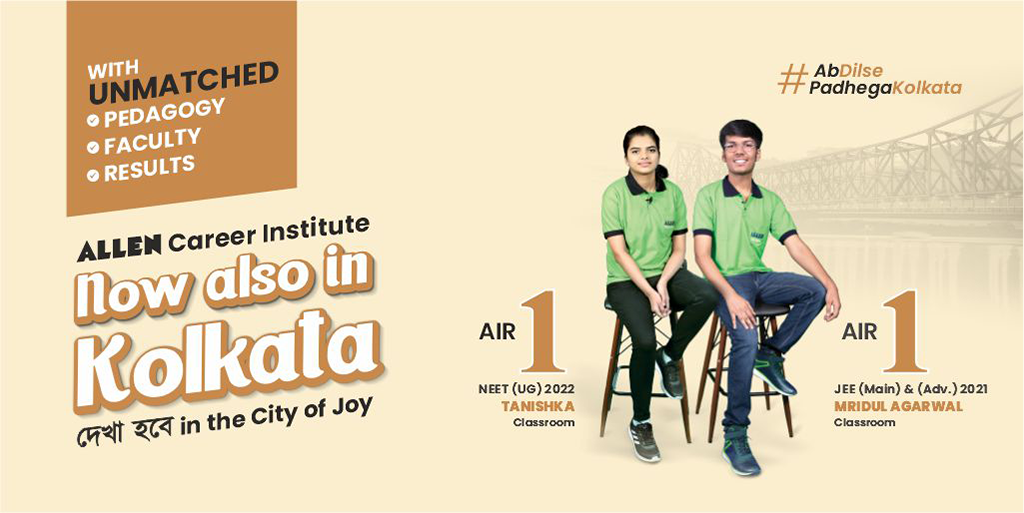 WITH
UNMATCHED
PEDAGOGY
FACULTY
RESULTS
ALLEN Career Institute
Now also in
Kolkata
দেখা হবে in the City of Joy
#AbDilse
PadhegaKolkata
AIR 1
NEET (UG) 2022
TANISHKA
Classroom
AIR 1
JEE (Main) & (Adv.) 2021
MRIDUL AGARWAL
Classroom